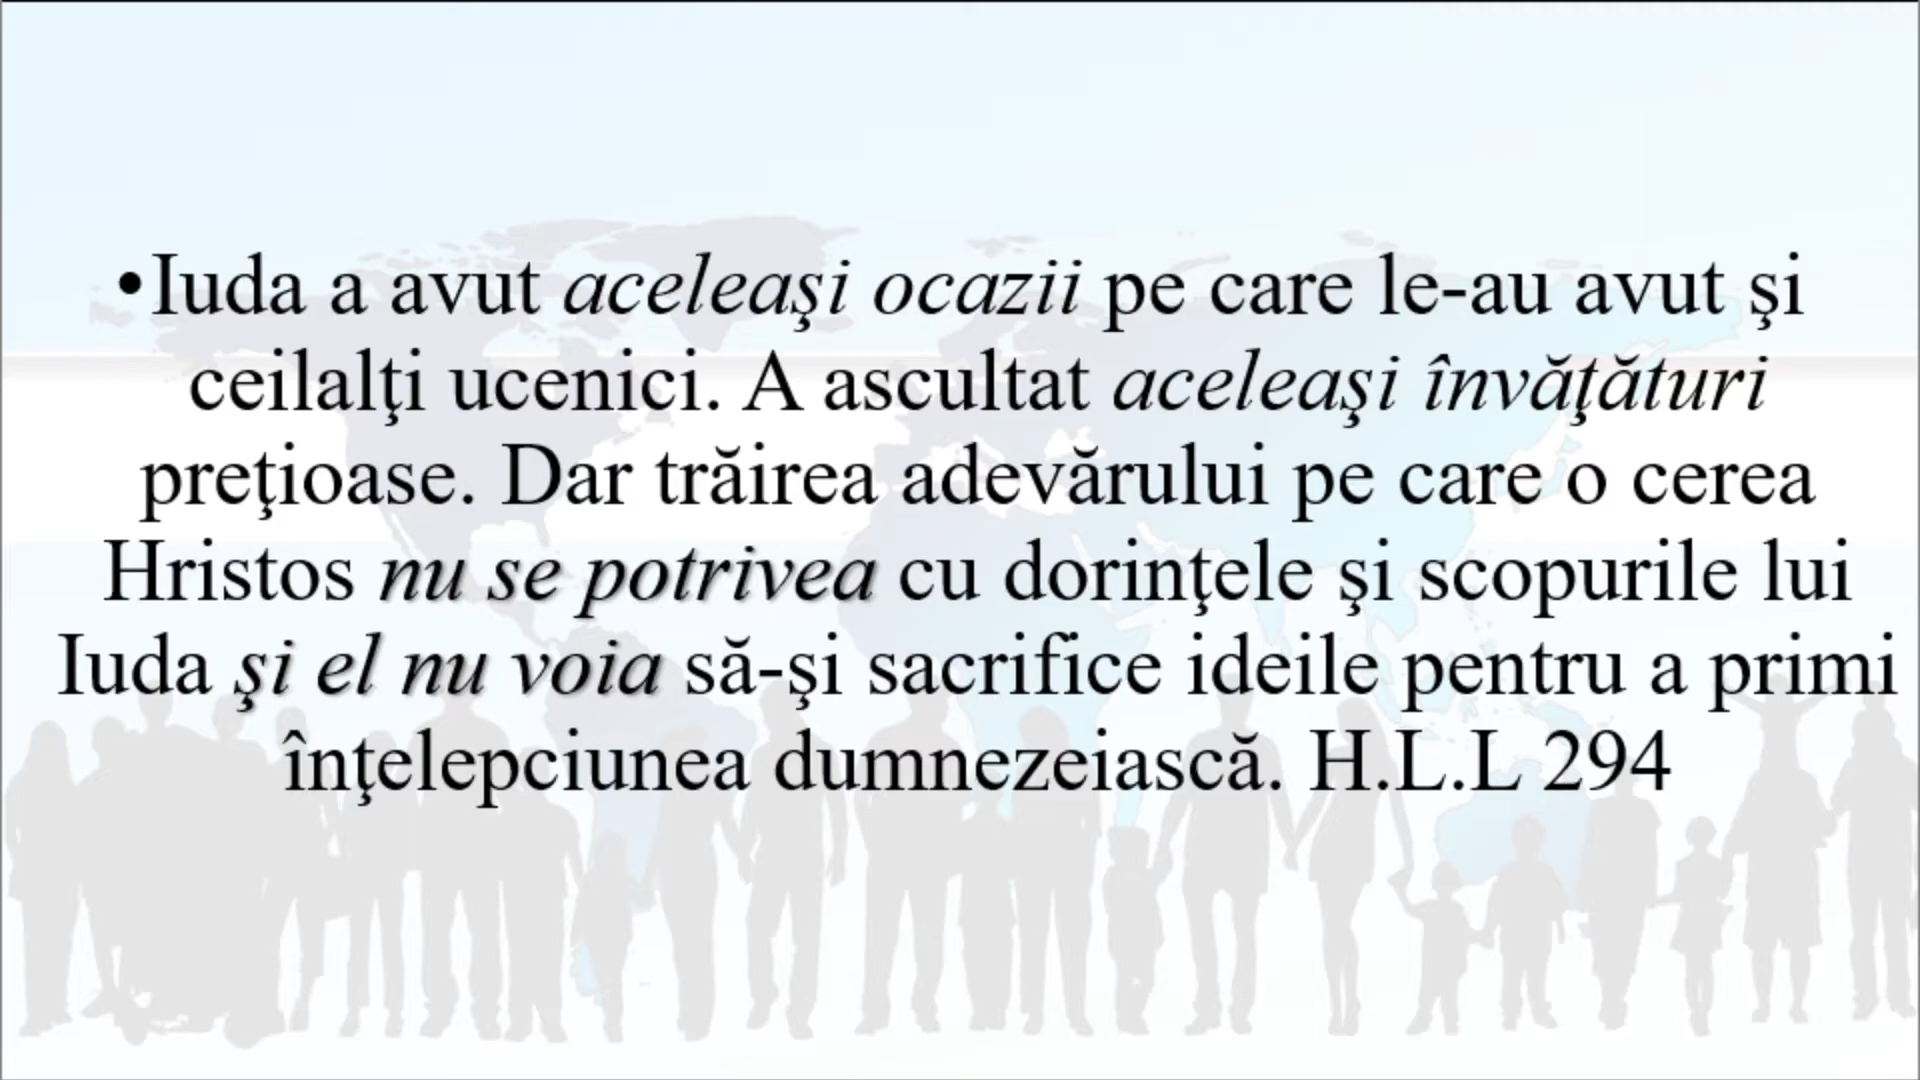 •Iuda a avut aceleaşi ocazii pe care le-au avut şi
ceilalţi ucenici. A ascultat aceleaşi învăţături
preţioase. Dar trăirea adevărului pe care o cerea
Hristos nu se potrivea cu dorinţele şi scopurile lui
Iuda şi el nu voia să-şi sacrifice ideile pentru a primi
înţelepciunea dumnezeiască. H.L.L 294